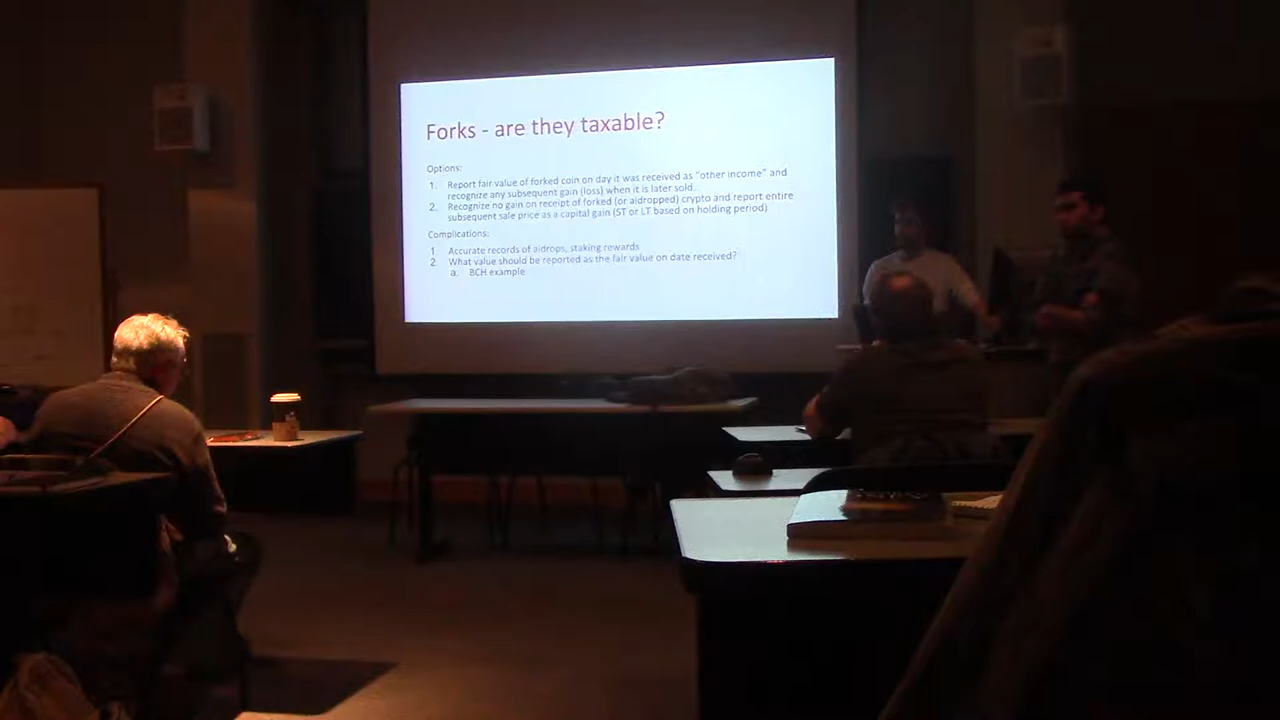 Forks - are they taxable?
Options:
1. Report fair value of forked coin on day it was received as "other income" and
recognize any subsequent gain (loss) when it is later sold..
2. Recognize no gain on receipt of forked (or aidropped) crypto and report entire
subsequent sale price as a capital gain (ST or LT based on holding period)
Complications:
1 Accurate records of aidrops, staking rewards
2. What value should be reported as the fair value on date received?
a. BCH example